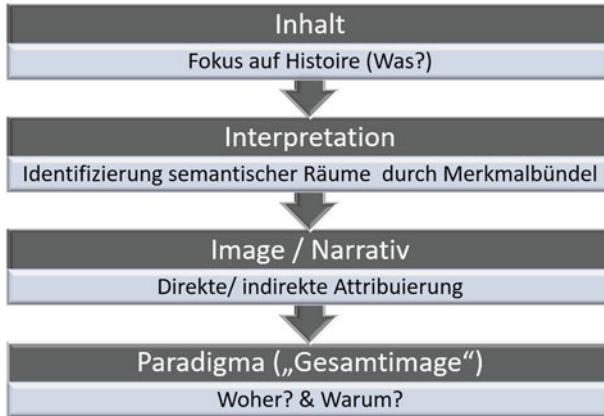 Inhalt
Fokus auf Histoire (Was?)
Interpretation
Identifizierung semantischer Räume durch Merkmalbündel
Image / Narrativ
Direkte/ indirekte Attribuierung
Paradigma („Gesamtimage“)
Woher? & Warum?